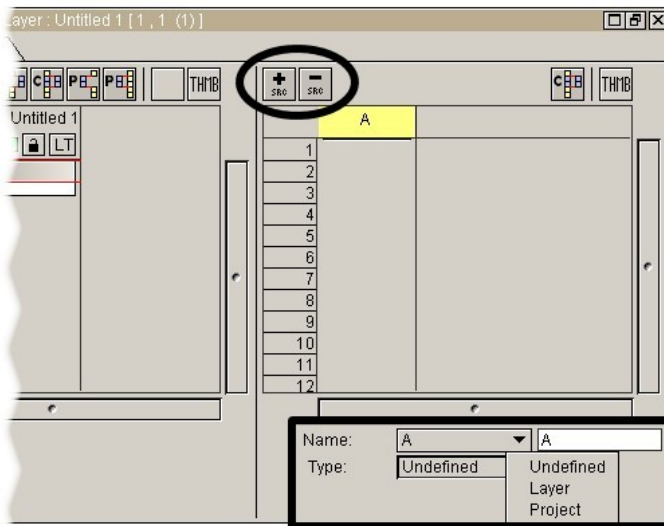 Layer : Untitled 1 [ 1 , 1 (1) ]
C P P THMB
+ SRC - SRC
C THMB
Untitled 1
LT
A
1
2
3
4
5
6
7
8
9
10
11
12
Name: A A
Type: Undefined
Undefined
Layer
Project